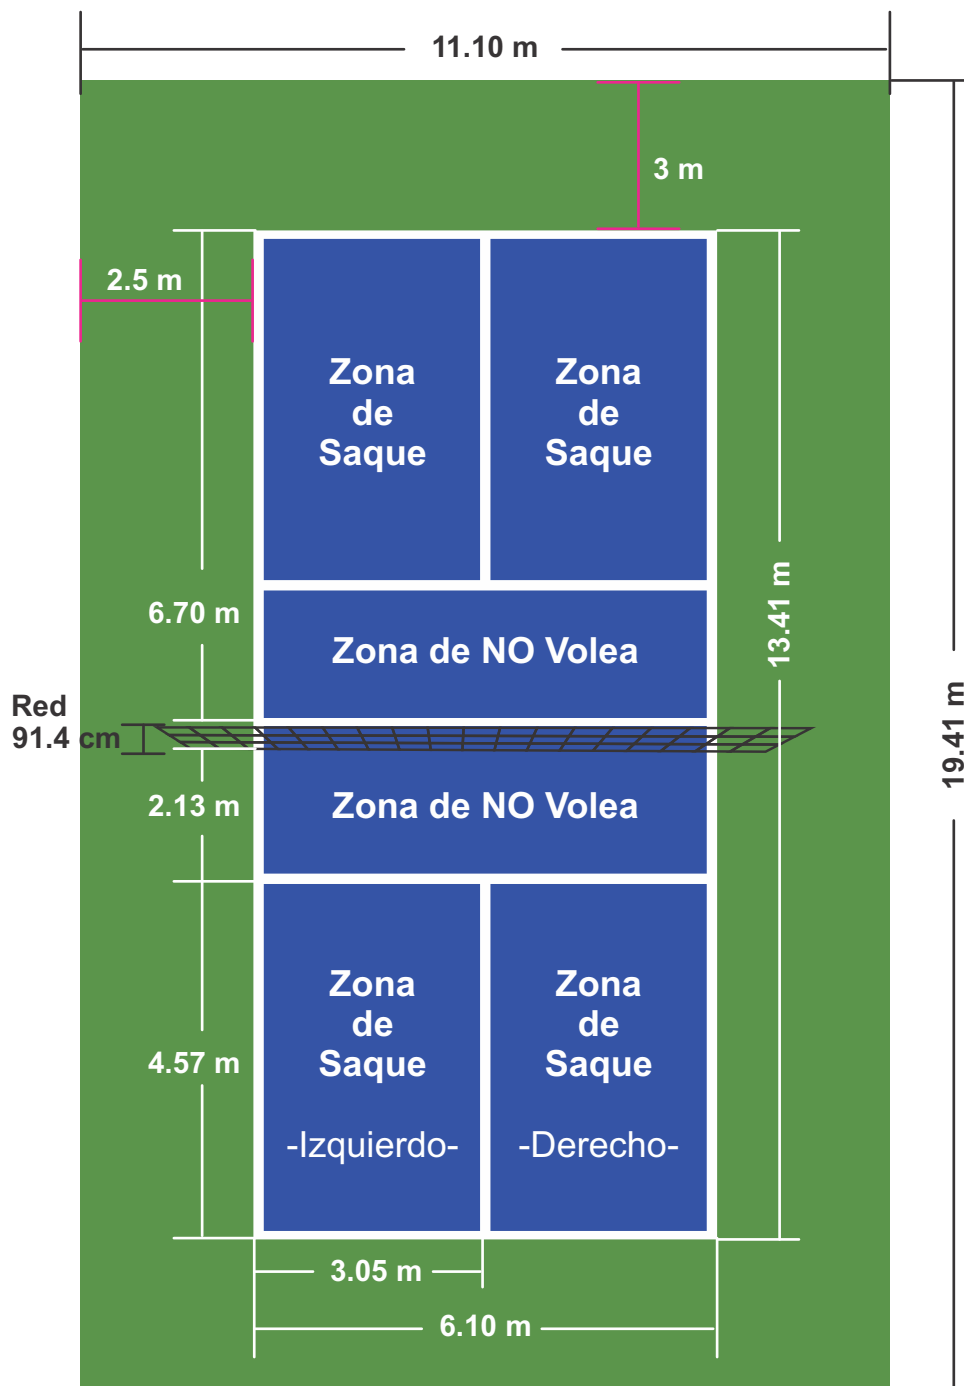 11.10 m
3 m
2.5 m
Zona
de
Saque
Zona
de
Saque
6.70 m
13.41 m
Zona de NO Volea
19.41 m
Red
91.4 cm
2.13 m
Zona de NO Volea
Zona
de
Saque
-Izquierdo-
Zona
de
Saque
-Derecho-
4.57 m
3.05 m
6.10 m